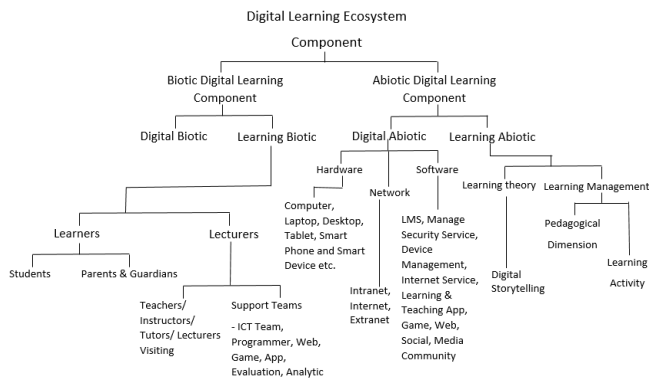 Digital Learning Ecosystem
Component
Biotic Digital Learning
Component
Abiotic Digital Learning
Component
Digital Biotic
Learning Biotic
Digital Abiotic
Learning Abiotic
Hardware
Computer,
Laptop, Desktop,
Tablet, Smart
Phone and Smart
Device etc.
Network
Intranet,
Internet,
Extranet
Software
LMS, Manage
Security Service,
Device
Management,
Internet Service,
Learning &
Teaching App,
Game, Web,
Social, Media
Community
Learning theory
Digital
Storytelling
Learning Management
Pedagogical
Dimension
Learning
Activity
Learners
Students
Parents & Guardians
Lecturers
Teachers/
Instructors/
Tutors/ Lecturers
Visiting
Support Teams
- ICT Team,
Programmer, Web,
Game, App,
Evaluation, Analytic